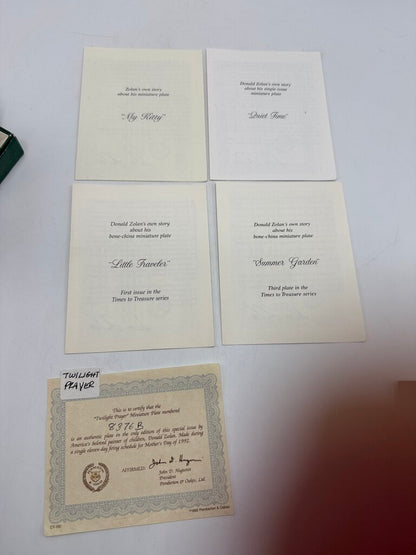 Zolan's own story
about his miniature plate
"My Kitty"
Donald Zolan's own story
about his single issue
miniature plate
"Quiet Time"
Donald Zolan's own story
about his
bone-china miniature plate
"Little Traveler"
First issue in the
Times to Treasure series
Donald Zolan's own story
about his
bone-china miniature plate
"Summer Garden"
Third plate in the
Times to Treasure series
TWILIGHT
PRAYER
This is to certify that the
"Twilight Prayer" Miniature Plate numbered
8376B
is an authentic plate in the only edition of this special issue by
America's beloved painter of children, Donald Zolan. Made during
a single eleven-day firing schedule for Mother's Day of 1992.
AFFIRMED:
John D. Hugunin
President
Pemberton & Oakes, Ltd.
Pemberton & Oakes